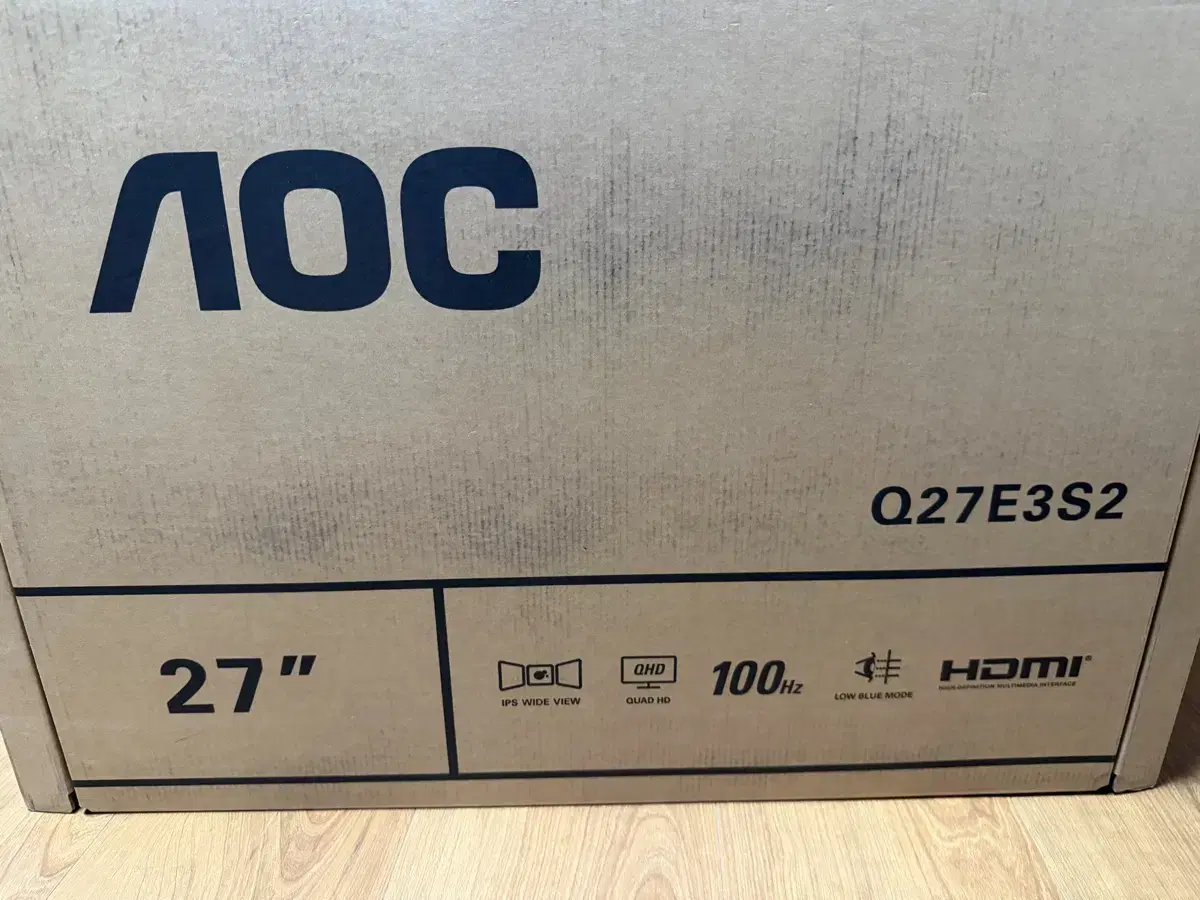 AOC
Q27E3S2
27"
IPS WIDE VIEW
QHD
QUAD HD
100Hz
LOW BLUE MODE
HDMI®
HIGH-DEFINITION MULTIMEDIA INTERFACE